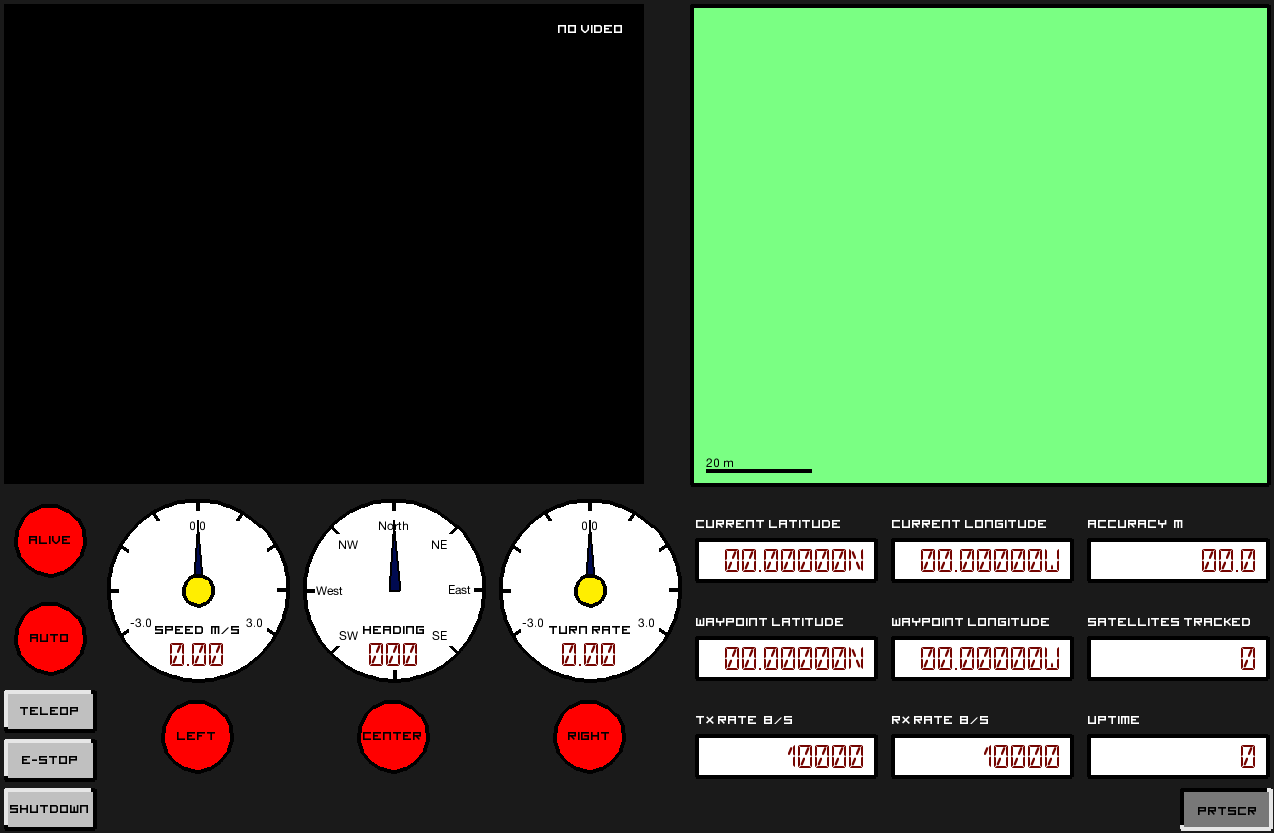 NO VIDEO
20 m
ALIVE
AUTO
TELEOP
E-STOP
SHUTDOWN
0.0
-3.0
3.0
SPEED M/S
0.00
North
NW
NE
West
East
SW
SE
HEADING
000
0.0
-3.0
3.0
TURN RATE
0.00
LEFT
CENTER
RIGHT
CURRENT LATITUDE
00.00000N
CURRENT LONGITUDE
00.00000W
ACCURACY M
00.0
WAYPOINT LATITUDE
00.00000N
WAYPOINT LONGITUDE
00.00000W
SATELLITES TRACKED
0
TX RATE B/S
10000
RX RATE B/S
10000
UPTIME
0
PRTSCR